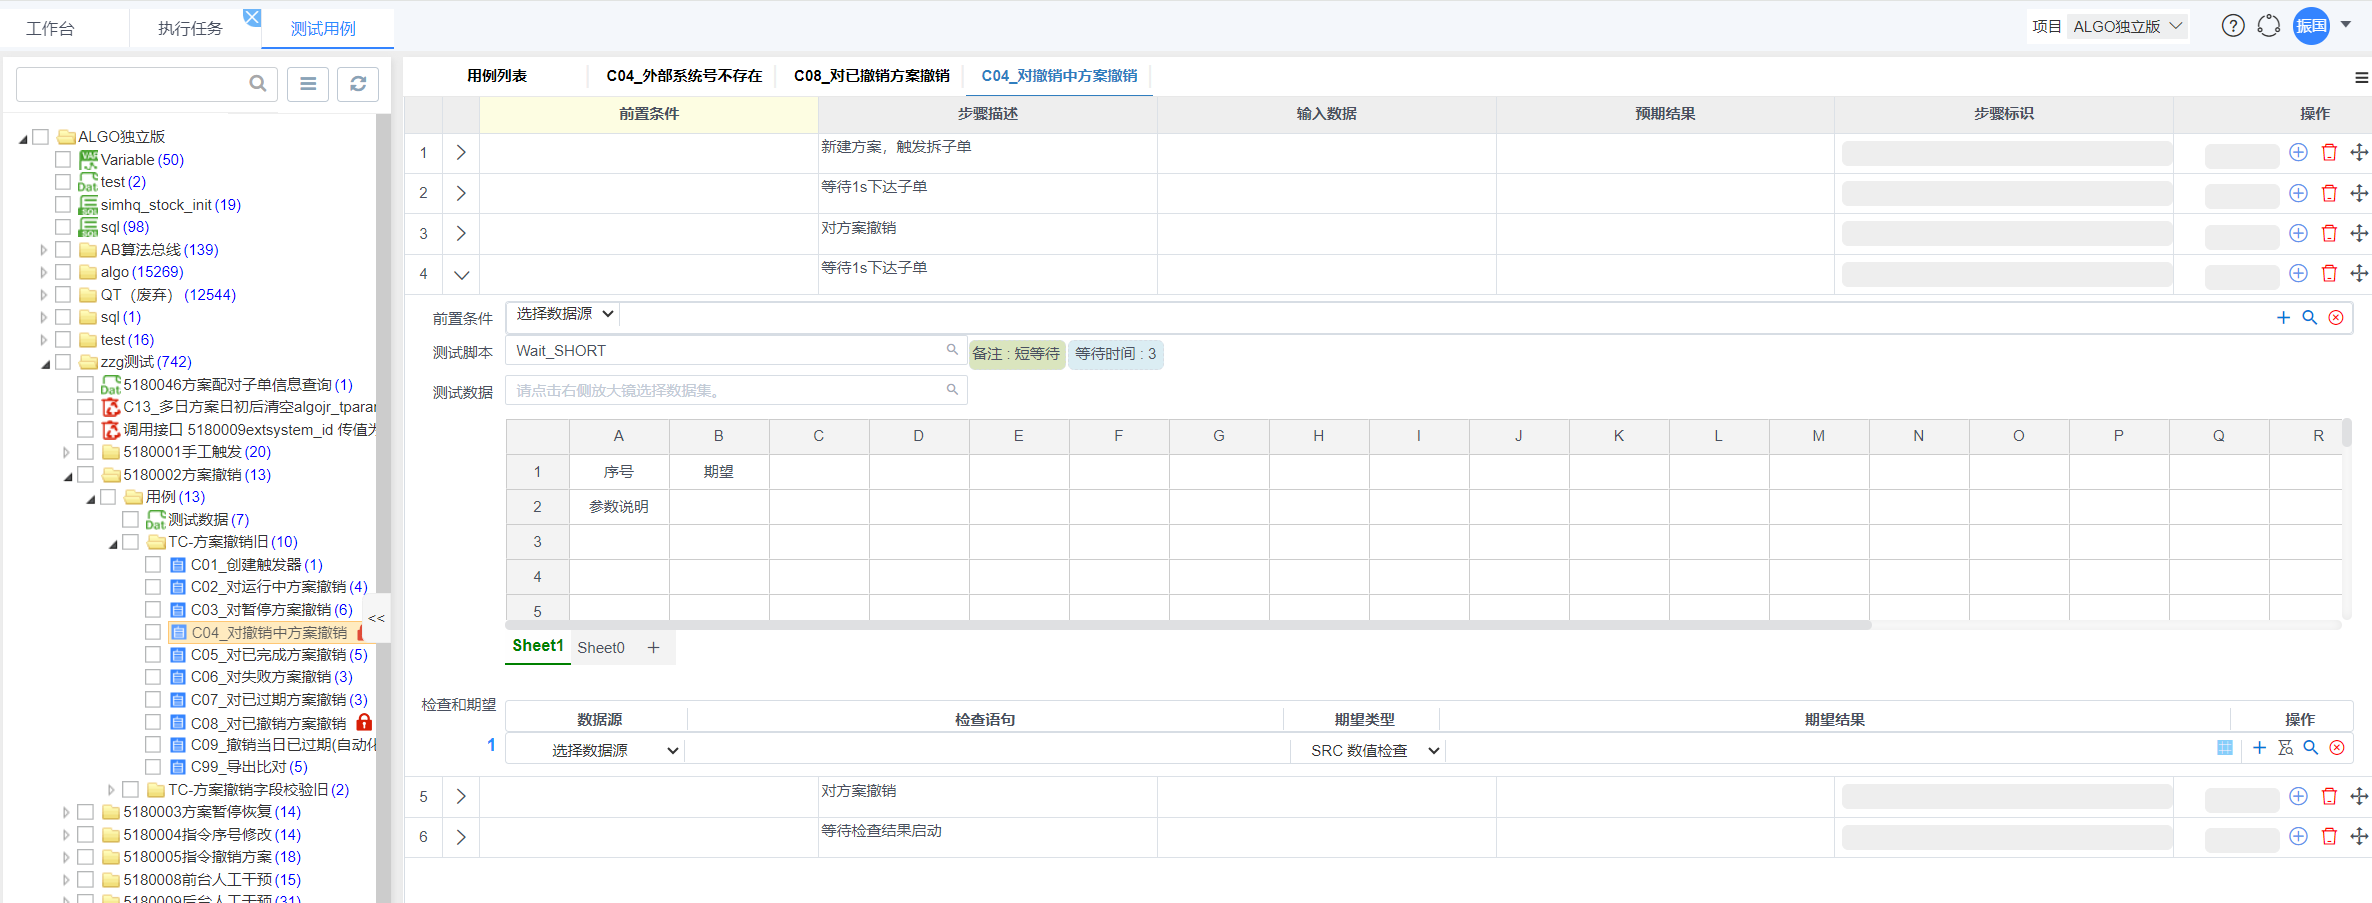 工作台
执行任务
测试用例
项目
ALGO独立版
振国
用例列表
C04_外部系统号不存在
C08_对已撤销方案撤销
C04_对撤销中方案撤销
ALGO独立版
Variable (50)
test (2)
simhq_stock_init (19)
sql (98)
AB算法总线 (139)
algo (15269)
QT（废弃） (12544)
sql (1)
test (16)
zzg测试 (742)
5180046方案配对子单信息查询 (1)
C13_多日方案日初后清空algojr_tparar
调用接口 5180009extsystem_id 传值为
5180001手工触发 (20)
5180002方案撤销 (13)
用例 (13)
测试数据 (7)
TC-方案撤销旧 (10)
C01_创建触发器 (1)
C02_对运行中方案撤销 (4)
C03_对暂停方案撤销 (6)
C04_对撤销中方案撤销
C05_对已完成方案撤销 (5)
C06_对失败方案撤销 (3)
C07_对已过期方案撤销 (3)
C08_对已撤销方案撤销
C09_撤销当日已过期(自动化
C99_导出比对 (5)
TC-方案撤销字段校验旧 (2)
5180003方案暂停恢复 (14)
5180004指令序号修改 (14)
5180005指令撤销方案 (18)
5180008前台人工干预 (15)
5180009后台人工干预 (31)
<<
前置条件 步骤描述 输入数据 预期结果 步骤标识 操作
1 新建方案，触发拆子单
2 等待1s下达子单
3 对方案撤销
4 等待1s下达子单
前置条件 选择数据源
测试脚本 Wait_SHORT 备注 : 短等待 等待时间 : 3
测试数据 请点击右侧放大镜选择数据集。
A B C D E F G H I J K L M N O P Q R
1 序号 期望
2 参数说明
3
4
5
Sheet1 Sheet0 +
检查和期望
数据源 检查语句 期望类型 期望结果 操作
1 选择数据源 SRC 数值检查
5 对方案撤销
6 等待检查结果启动